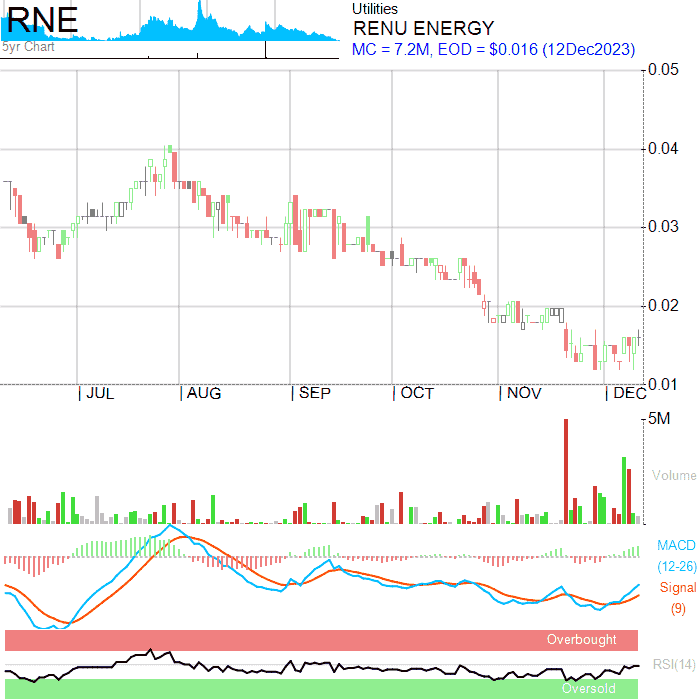 RNE
5yr Chart
Utilities
RENU ENERGY
MC = 7.2M, EOD = $0.016 (12Dec2023)
0.05
0.04
0.03
0.02
0.01
JUL AUG SEP OCT NOV DEC
5M
Volume
MACD
(12-26)
Signal
(9)
Overbought
RSI(14)
Oversold